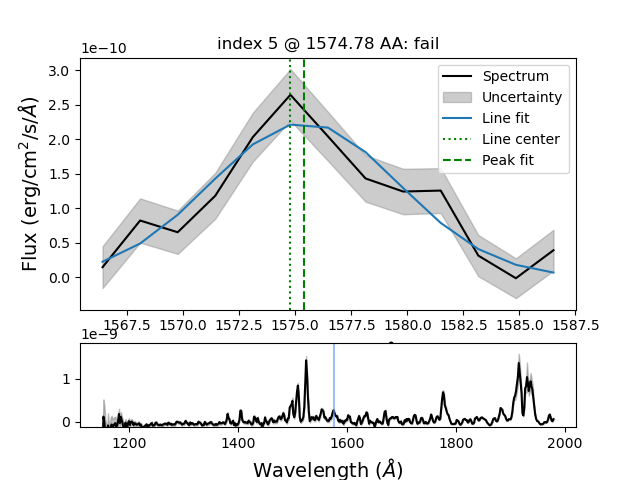 index 5 @ 1574.78 AA: fail
1e−10
3.0
2.5
2.0
1.5
1.0
0.5
0.0
Flux (erg/cm²/s/Å)
Spectrum
Uncertainty
Line fit
Line center
Peak fit
1567.5 1570.0 1572.5 1575.0 1577.5 1580.0 1582.5 1585.0 1587.5
1e−9
1
0
1200 1400 1600 1800 2000
Wavelength (Å)